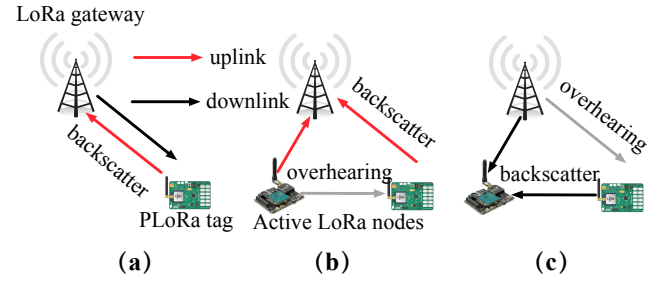 LoRa gateway
uplink
downlink
backscatter
PLoRa tag
(a)
backscatter
overhearing
Active LoRa nodes
(b)
overhearing
backscatter
(c)